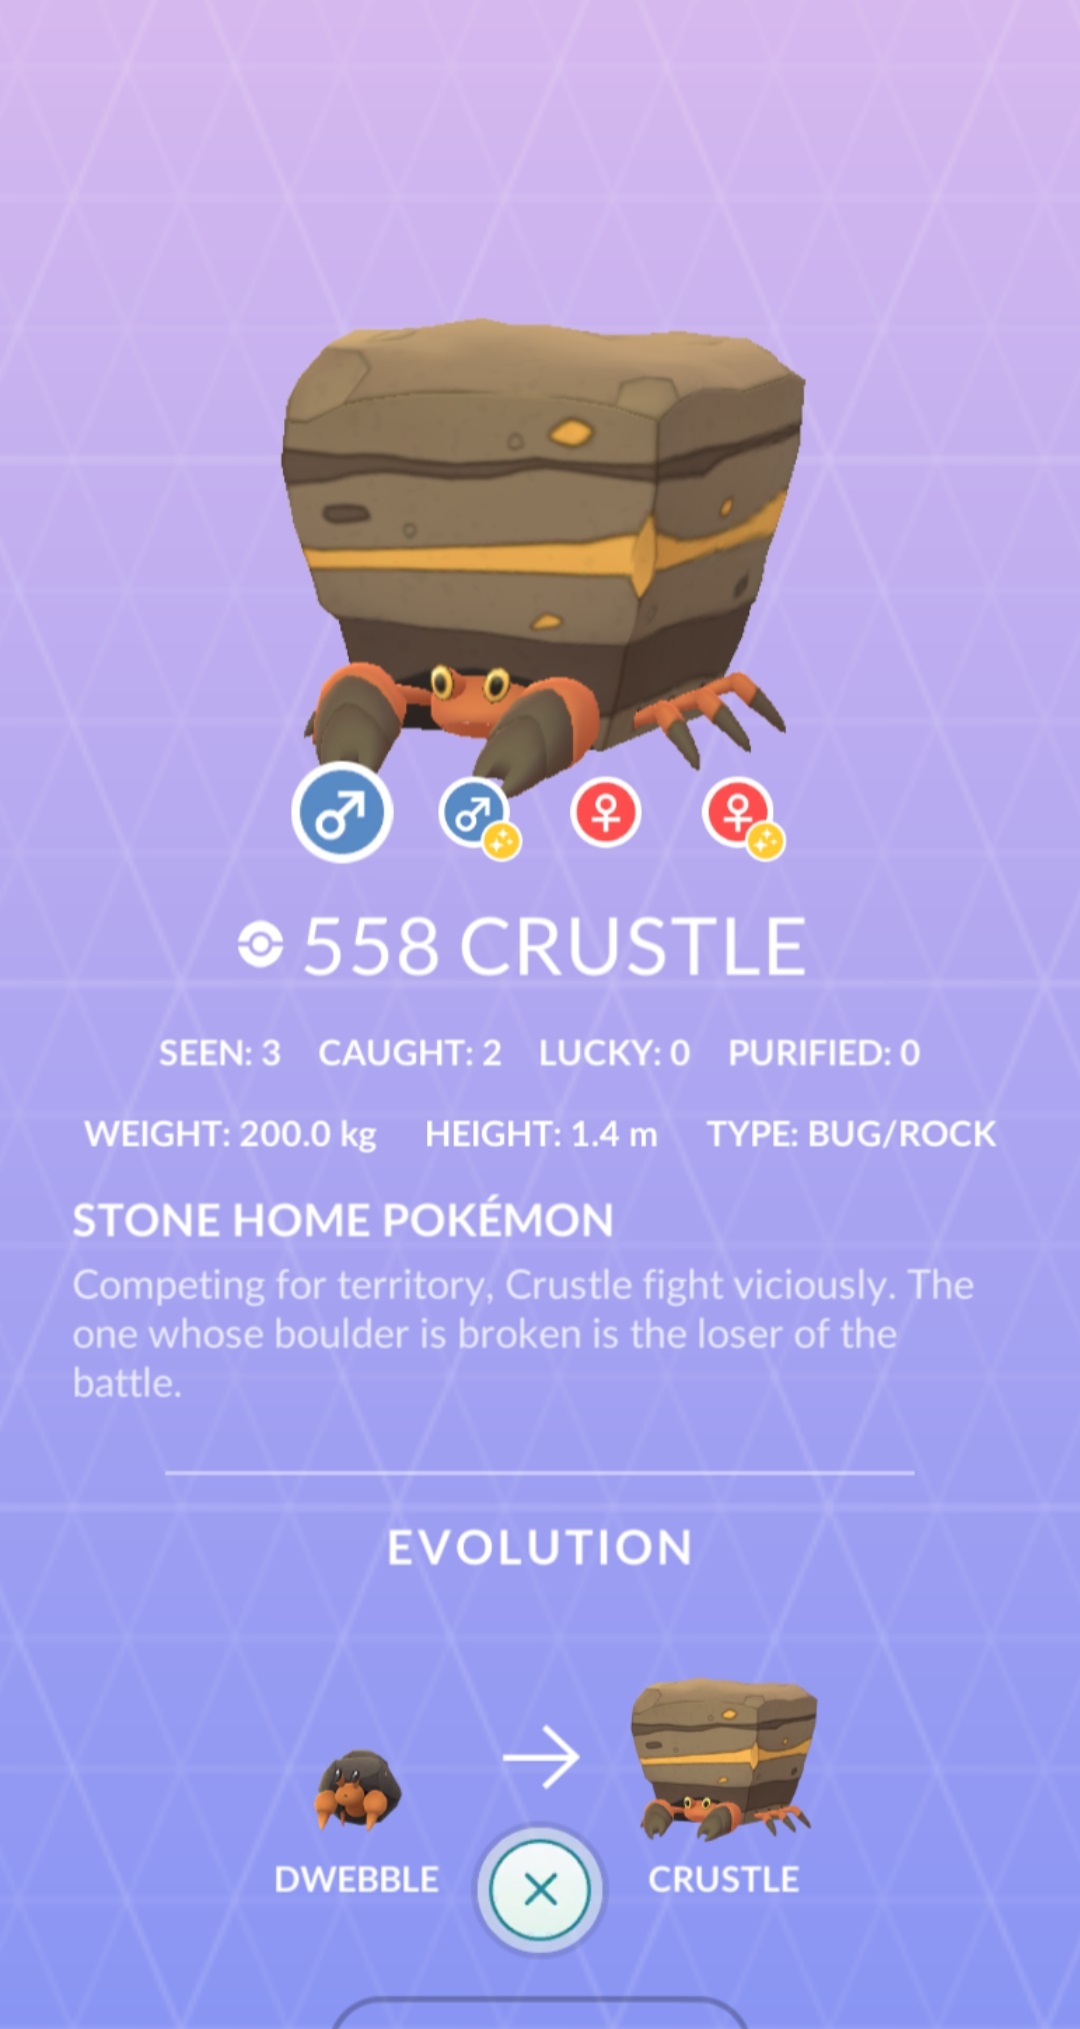 558 CRUSTLE
SEEN: 3 CAUGHT: 2 LUCKY: 0 PURIFIED: 0
WEIGHT: 200.0 kg HEIGHT: 1.4 m TYPE: BUG/ROCK
STONE HOME POKÉMON
Competing for territory, Crustle fight viciously. The
one whose boulder is broken is the loser of the
battle.
EVOLUTION
DWEBBLE CRUSTLE